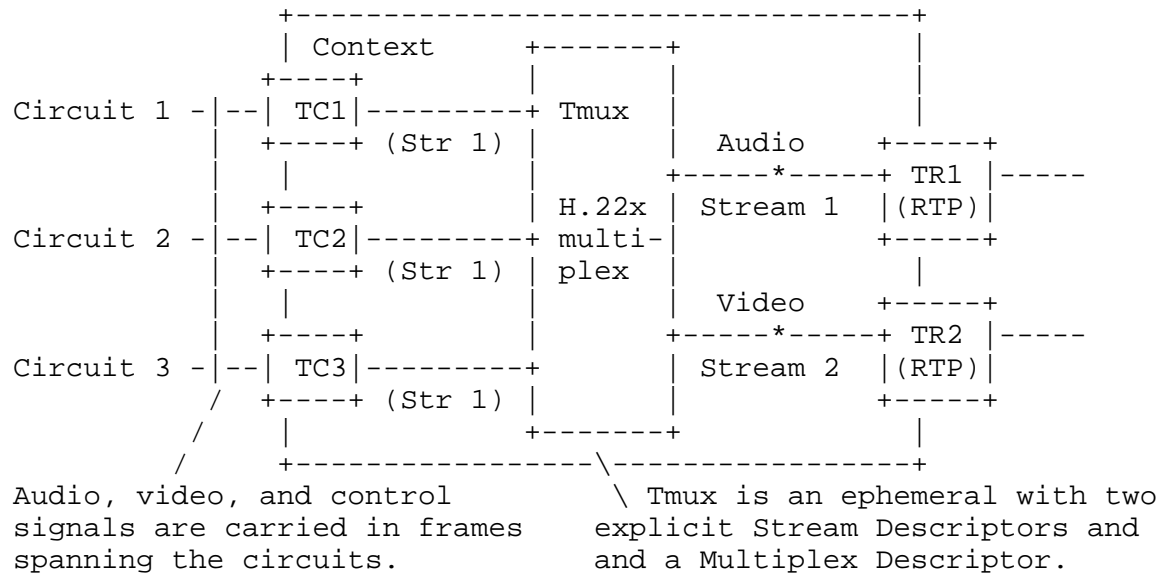 Context
Circuit 1 TC1 Tmux
(Str 1) Audio
TR1
H.22x Stream 1 (RTP)
Circuit 2 TC2 multi-
(Str 1) plex
Video
TR2
Circuit 3 TC3 Stream 2 (RTP)
(Str 1)
Audio, video, and control Tmux is an ephemeral with two
signals are carried in frames explicit Stream Descriptors and
spanning the circuits. and a Multiplex Descriptor.